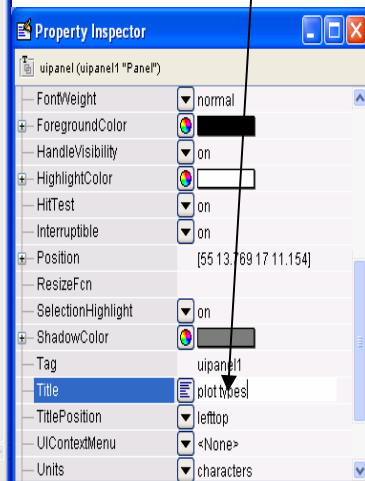 Property Inspector
uipanel (uipanel1 "Panel")
FontWeight normal
ForegroundColor
HandleVisibility on
HighlightColor
HitTest on
Interruptible on
Position [55 13.769 17 11.154]
ResizeFcn
SelectionHighlight on
ShadowColor
Tag uipanel1
Title plot types
TitlePosition lefttop
UIContextMenu <None>
Units characters